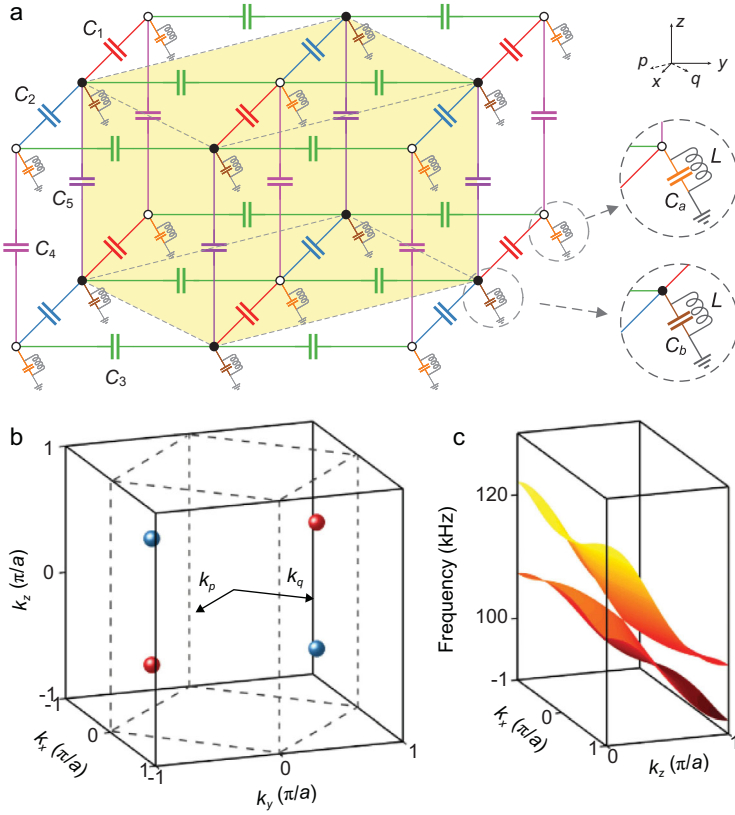 a
C1
C2
C5
C4
C3
z
y
p
x
q
L
Ca
L
Cb
b
1
0
-1
kz (π/a)
kp
kq
-1
0
1
kx (π/a)
-1
0
1
ky (π/a)
c
120
100
Frequency (kHz)
-1
0
1
kx (π/a)
0
1
kz (π/a)